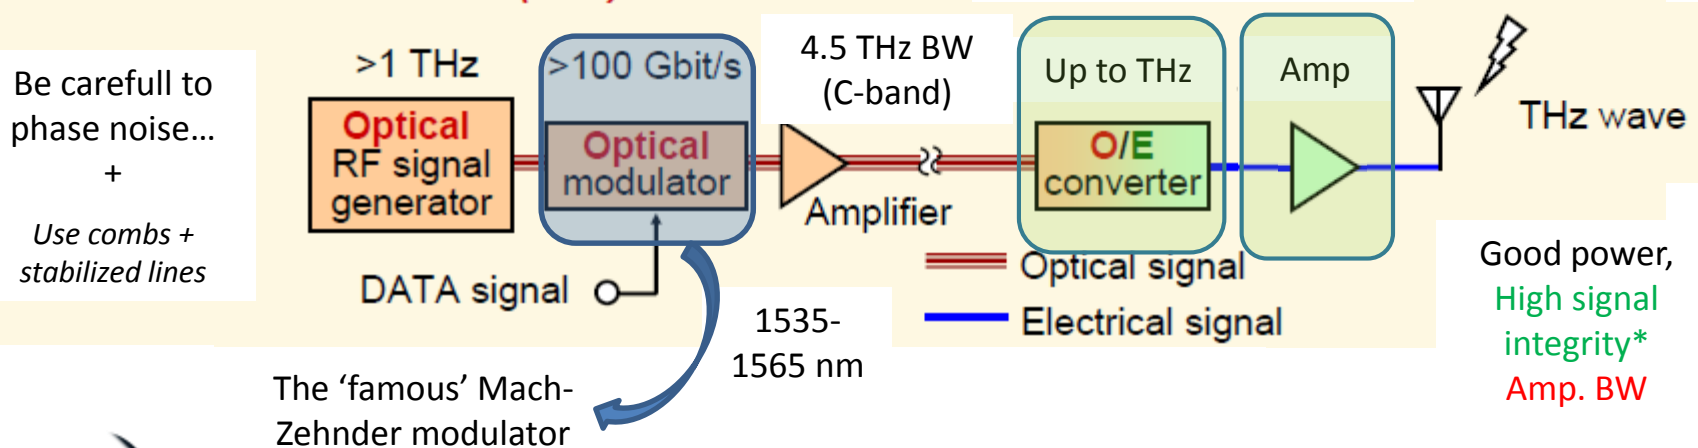 Be carefull to
phase noise...
+
Use combs +
stabilized lines
>1 THz
Optical
RF signal
generator
>100 Gbit/s
Optical
modulator
DATA signal
4.5 THz BW
(C-band)
Amplifier
Up to THz
O/E
converter
Amp
THz wave
Optical signal
Electrical signal
1535-
1565 nm
The ‘famous’ Mach-
Zehnder modulator
Good power,
High signal
integrity*
Amp. BW